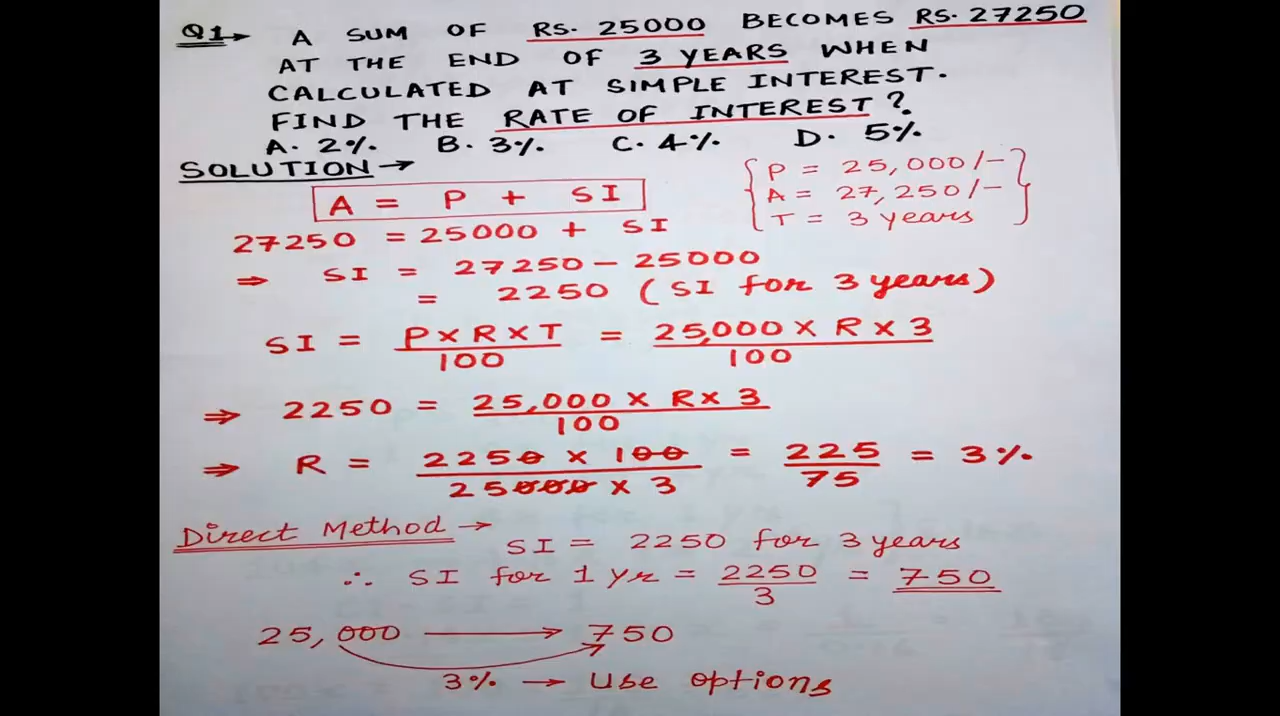 Q1→ A SUM OF RS. 25000 BECOMES RS. 27250
AT THE END OF 3 YEARS WHEN
CALCULATED AT SIMPLE INTEREST.
FIND THE RATE OF INTEREST?
A. 2% B. 3% C. 4% D. 5%
SOLUTION →
P = 25,000/-
A = 27,250/-
T = 3 years
A = P + SI
27250 = 25000 + SI
⇒ SI = 27250 - 25000
= 2250 (SI for 3 years)
SI = P×R×T/100 = 25,000 × R × 3/100
⇒ 2250 = 25,000 × R× 3/100
⇒ R = 2250 × 100/25000 × 3 = 225/75 = 3%
Direct Method →
SI = 2250 for 3 years
∴ SI for 1 yr = 2250/3 = 750
25,000 → 750
3% → Use options